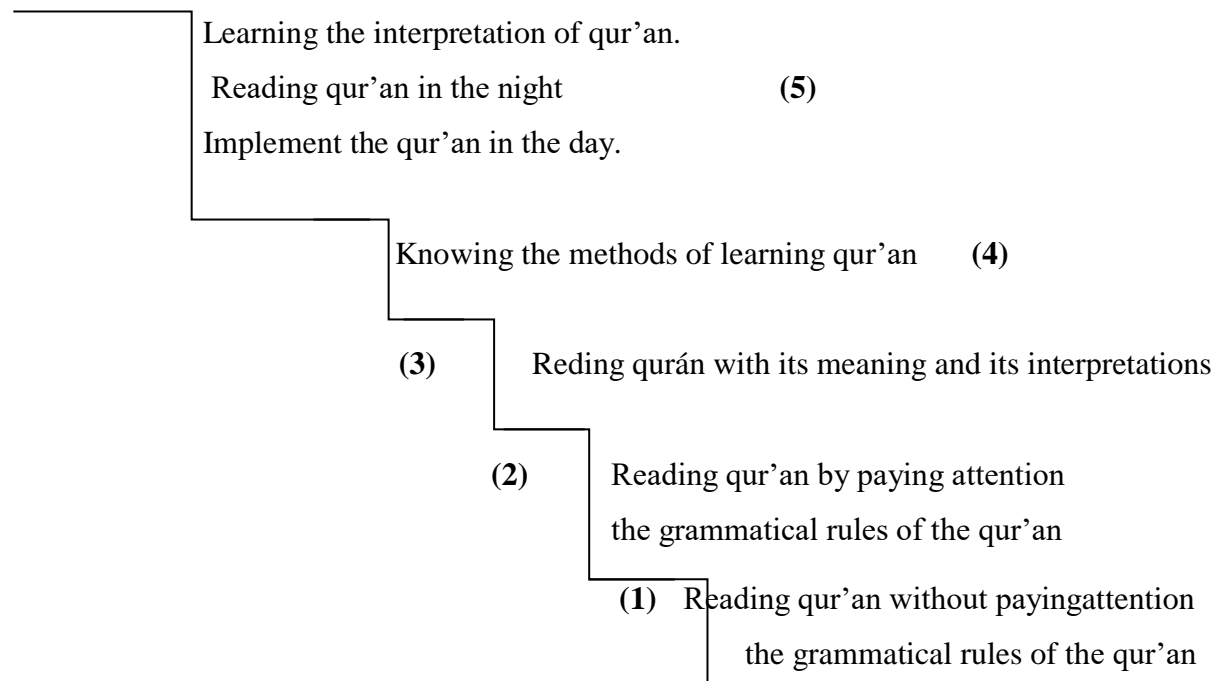 Learning the interpretation of qur’an.
Reading qur’an in the night (5)
Implement the qur’an in the day.
Knowing the methods of learning qur’an (4)
(3) Reding qurán with its meaning and its interpretations
(2) Reading qur’an by paying attention
the grammatical rules of the qur’an
(1) Reading qur’an without payingattention
the grammatical rules of the qur’an